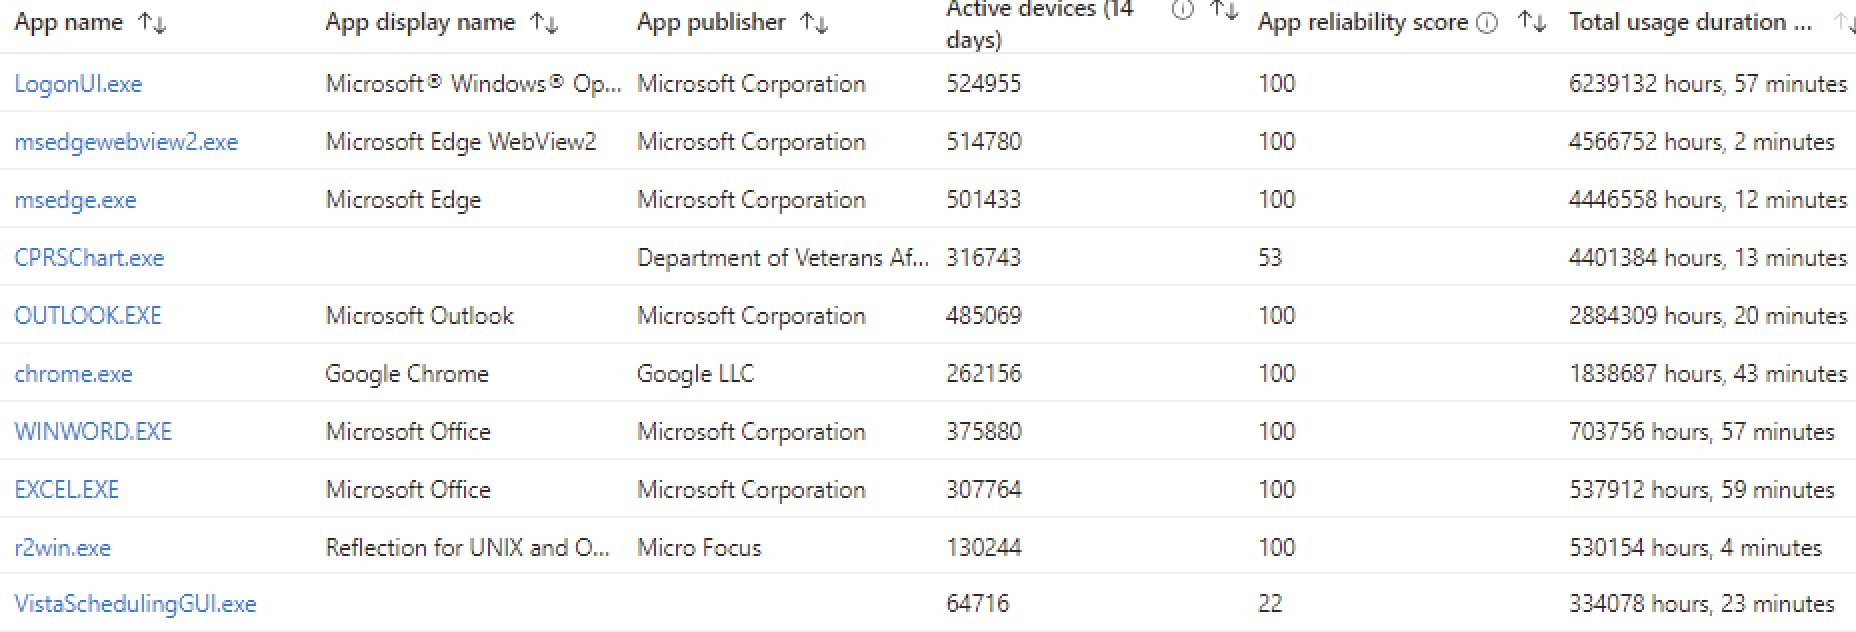 App name ↑↓ App display name ↑↓ App publisher ↑↓ Active devices (14 days) ⓘ ↑↓ App reliability score ⓘ ↑↓ Total usage duration ... ↑↓
LogonUI.exe Microsoft® Windows® Op... Microsoft Corporation 524955 100 6239132 hours, 57 minutes
msedgewebview2.exe Microsoft Edge WebView2 Microsoft Corporation 514780 100 4566752 hours, 2 minutes
msedge.exe Microsoft Edge Microsoft Corporation 501433 100 4446558 hours, 12 minutes
CPRSChart.exe Department of Veterans Af... 316743 53 4401384 hours, 13 minutes
OUTLOOK.EXE Microsoft Outlook Microsoft Corporation 485069 100 2884309 hours, 20 minutes
chrome.exe Google Chrome Google LLC 262156 100 1838687 hours, 43 minutes
WINWORD.EXE Microsoft Office Microsoft Corporation 375880 100 703756 hours, 57 minutes
EXCEL.EXE Microsoft Office Microsoft Corporation 307764 100 537912 hours, 59 minutes
r2win.exe Reflection for UNIX and O... Micro Focus 130244 100 530154 hours, 4 minutes
VistaSchedulingGUI.exe 64716 22 334078 hours, 23 minutes